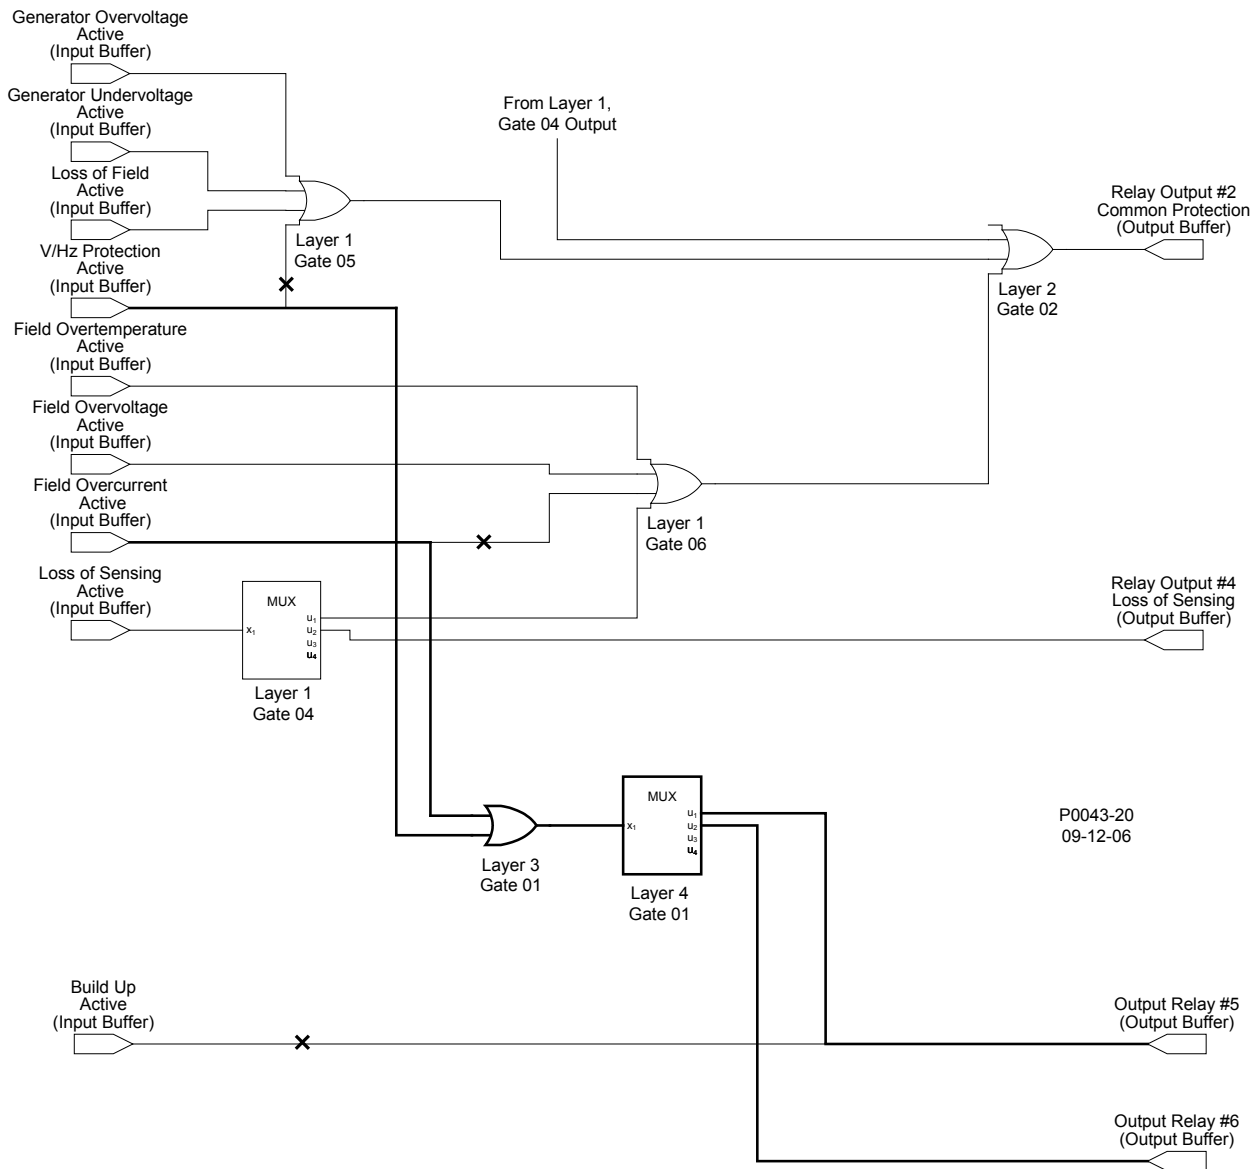 Generator Overvoltage
Active
(Input Buffer)
Generator Undervoltage
Active
(Input Buffer)
Loss of Field
Active
(Input Buffer)
V/Hz Protection
Active
(Input Buffer)
Field Overtemperature
Active
(Input Buffer)
Field Overvoltage
Active
(Input Buffer)
Field Overcurrent
Active
(Input Buffer)
Loss of Sensing
Active
(Input Buffer)
From Layer 1,
Gate 04 Output
Layer 1
Gate 05
Relay Output #2
Common Protection
(Output Buffer)
Layer 2
Gate 02
Layer 1
Gate 06
MUX
x1
u1
u2
u3
u4
Layer 1
Gate 04
Relay Output #4
Loss of Sensing
(Output Buffer)
Layer 3
Gate 01
MUX
x1
u1
u2
u3
u4
Layer 4
Gate 01
P0043-20
09-12-06
Build Up
Active
(Input Buffer)
Output Relay #5
(Output Buffer)
Output Relay #6
(Output Buffer)